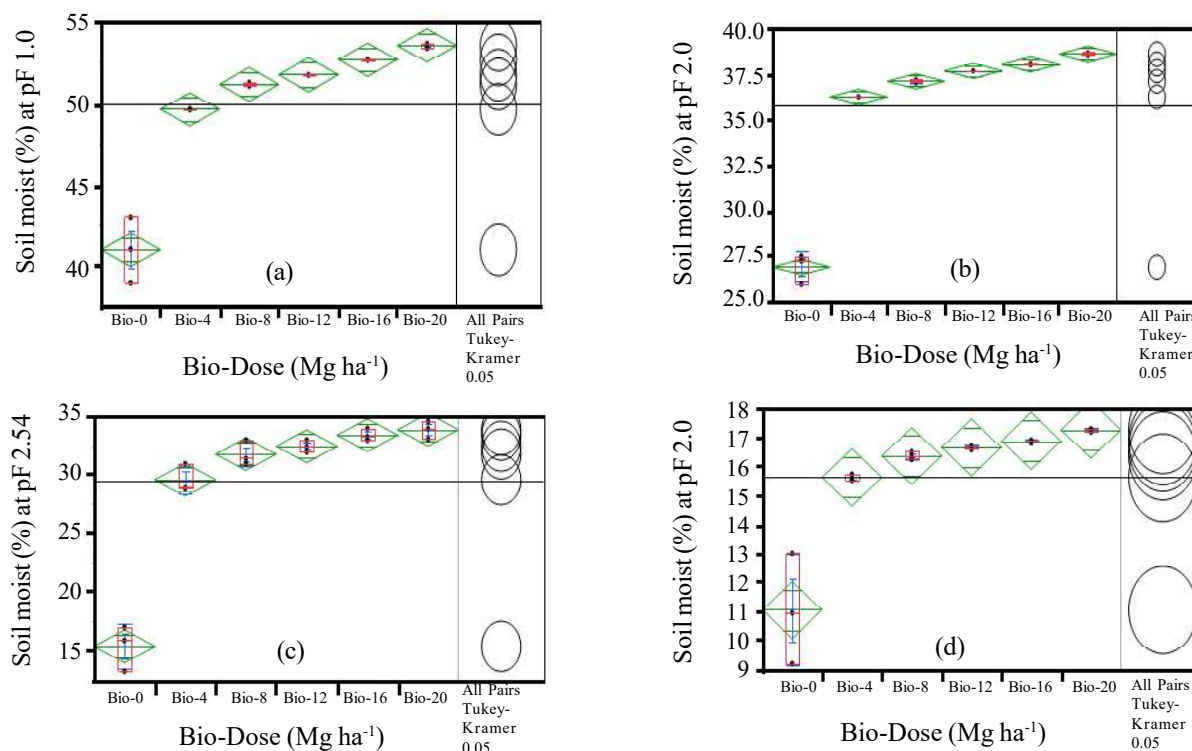 Soil moist (%) at pF 1.0
55
50
45
40
(a)
Bio-0 Bio-4 Bio-8 Bio-12 Bio-16 Bio-20
All Pairs
Tukey-
Kramer
0.05
Bio-Dose (Mg ha-1)
Soil moist (%) at pF 2.0
40.0
37.5
35.0
32.5
30.0
27.5
25.0
(b)
Bio-0 Bio-4 Bio-8 Bio-12 Bio-16 Bio-20
All Pairs
Tukey-
Kramer
0.05
Bio-Dose (Mg ha-1)
Soil moist (%) at pF 2.54
35
30
25
20
15
(c)
Bio-0 Bio-4 Bio-8 Bio-12 Bio-16 Bio-20
All Pairs
Tukey-
Kramer
0.05
Bio-Dose (Mg ha-1)
Soil moist (%) at pF 2.0
18
17
16
15
14
13
12
11
10
9
(d)
Bio-0 Bio-4 Bio-8 Bio-12 Bio-16 Bio-20
All Pairs
Tukey-
Kramer
0.05
Bio-Dose (Mg ha-1)